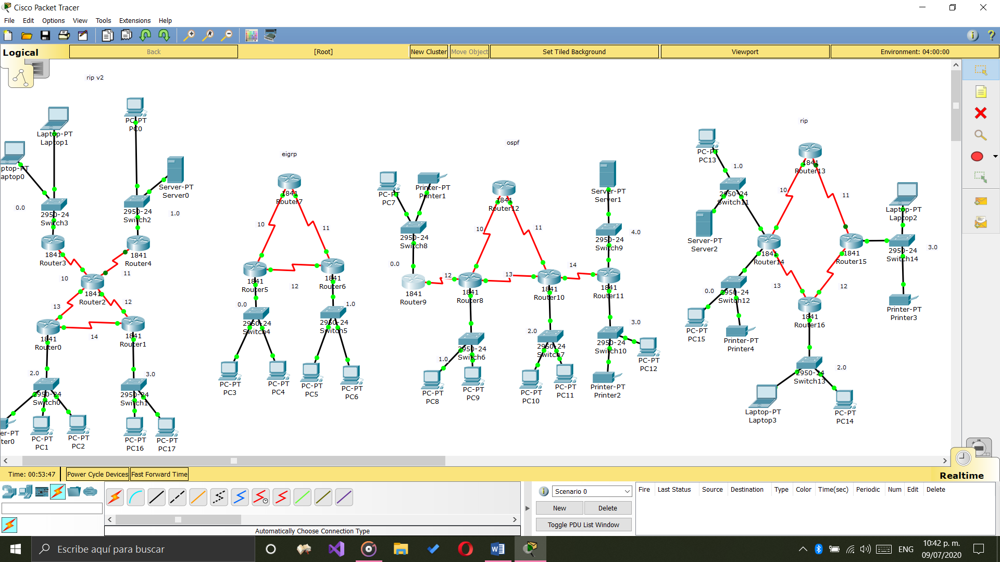 Cisco Packet Tracer
File Edit Options View Tools Extensions Help
Logical
Back
[Root]
New Cluster
Move Object
Set Tiled Background
Viewport
Environment: 04:00:00
rip v2
Laptop-PT
Laptop1
PC-PT
PC0
ptop-PT
aptop0
Server-PT
Server0
0.0
2950-24
Switch3
2950-24
Switch2
1.0
1841
Router3
1841
Router4
10
11
1841
Router2
13
12
1841
Router0
14
1841
Router1
2.0
3.0
2950-24
Switch0
2950-24
Switch1
er-PT
ter0
PC-PT
PC1
PC-PT
PC2
PC-PT
PC16
PC-PT
PC17
eigrp
1841
Router7
10
11
1841
Router5
1841
Router6
12
0.0
1.0
2950-24
Switch4
2950-24
Switch5
PC-PT
PC3
PC-PT
PC4
PC-PT
PC5
PC-PT
PC6
ospf
PC-PT
PC7
Printer-PT
Printer1
1841
Router12
Server-PT
Server1
2950-24
Switch8
10
11
2950-24
Switch9
4.0
0.0
12
13
14
1841
Router9
1841
Router8
1841
Router10
1841
Router11
2950-24
Switch6
2.0
2950-24
Switch7
3.0
2950-24
Switch10
1.0
PC-PT
PC12
PC-PT
PC8
PC-PT
PC9
PC-PT
PC10
PC-PT
PC11
Printer-PT
Printer2
rip
PC-PT
PC13
1.0
1841
Router13
2950-24
Switch11
10
11
Laptop-PT
Laptop2
Server-PT
Server2
1841
Router14
1841
Router15
2950-24
Switch14
3.0
0.0
2950-24
Switch12
13
12
PC-PT
PC15
Printer-PT
Printer4
1841
Router16
Printer-PT
Printer3
2950-24
Switch13
2.0
Laptop-PT
Laptop3
PC-PT
PC14
Time: 00:53:47
Power Cycle Devices
Fast Forward Time
Realtime
Scenario 0
New
Delete
Toggle PDU List Window
Fire Last Status Source Destination Type Color Time(sec) Periodic Num Edit Delete
Automatically Choose Connection Type
Escribe aquí para buscar
ENG
10:42 p. m.
09/07/2020